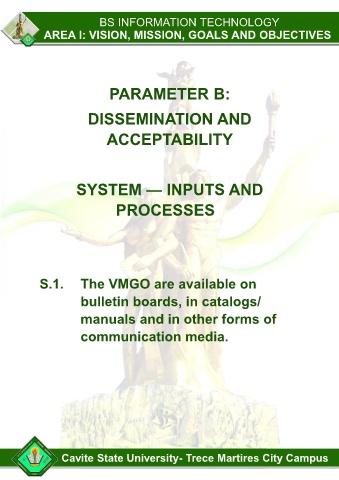 BS INFORMATION TECHNOLOGY
AREA I: VISION, MISSION, GOALS AND OBJECTIVES
PARAMETER B:
DISSEMINATION AND
ACCEPTABILITY
SYSTEM — INPUTS AND
PROCESSES
S.1. The VMGO are available on
bulletin boards, in catalogs/
manuals and in other forms of
communication media.
Cavite State University- Trece Martires City Campus